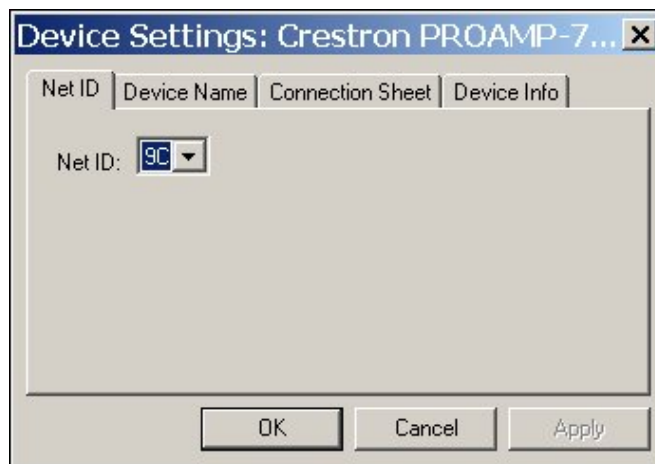 Device Settings: Crestron PROAMP-7...
Net ID Device Name Connection Sheet Device Info
Net ID: 9C
OK Cancel Apply